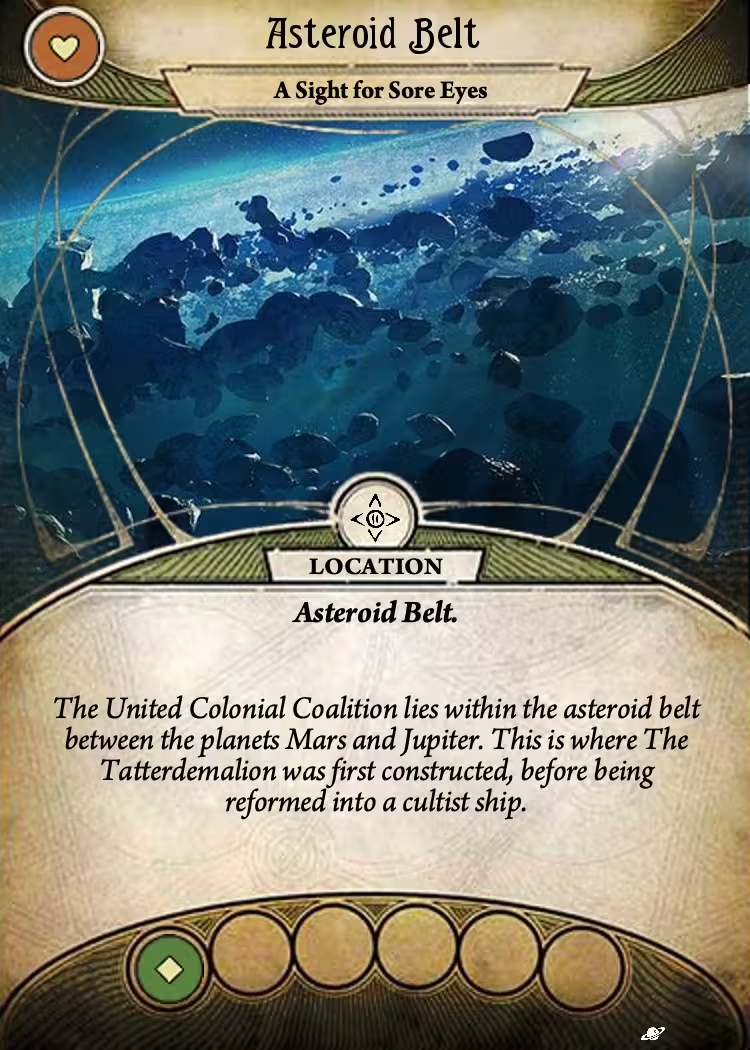 Asteroid Belt
A Sight for Sore Eyes
LOCATION
Asteroid Belt.
The United Colonial Coalition lies within the asteroid belt
between the planets Mars and Jupiter. This is where The
Tatterdemalion was first constructed, before being
reformed into a cultist ship.